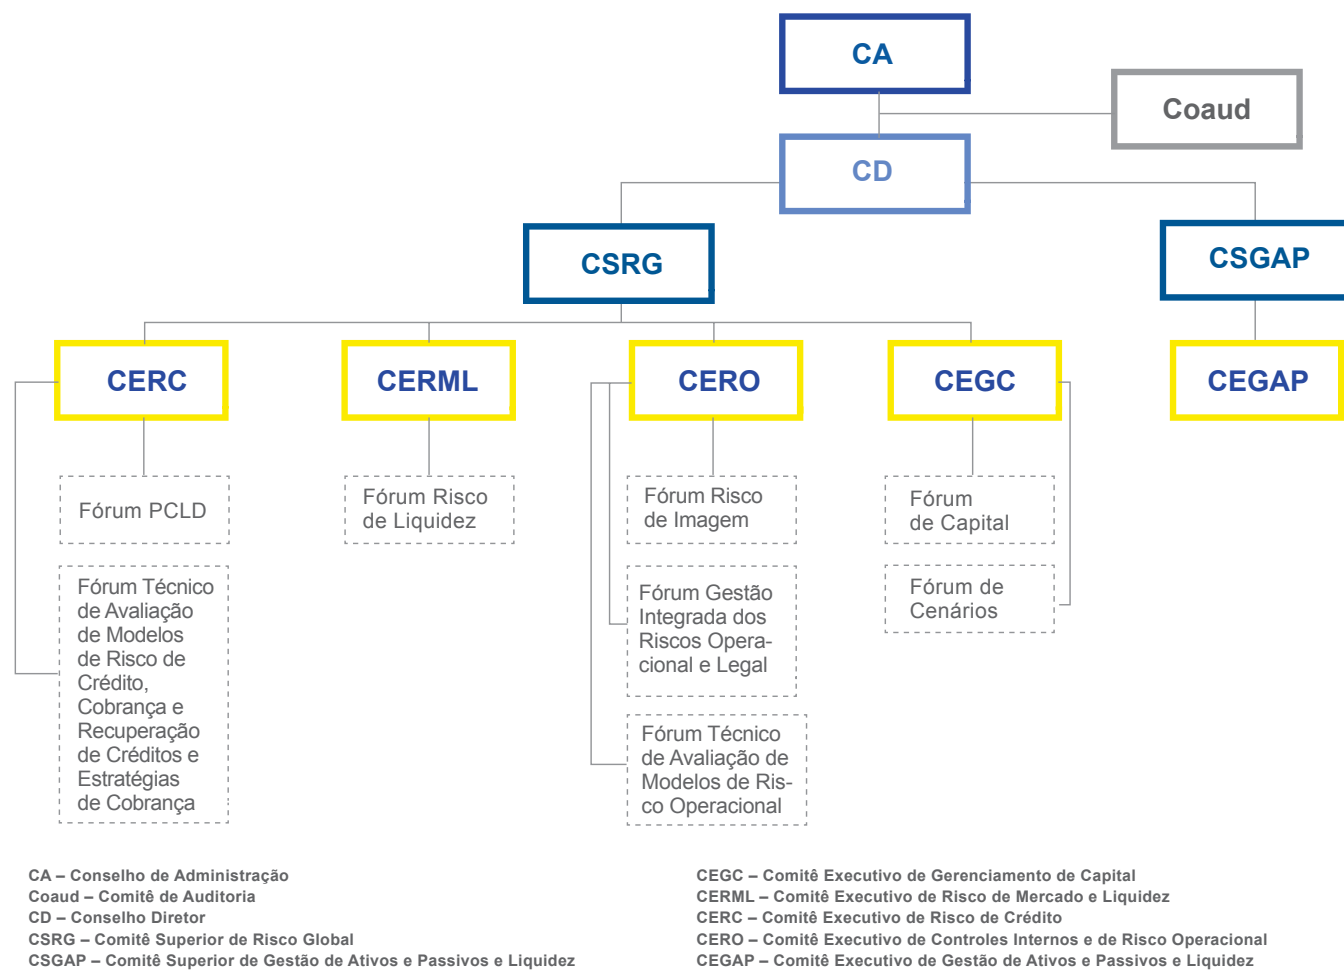 CA
Coaud
CD
CSRG
CSGAP
CERC
CERML
CERO
CEGC
CEGAP
Fórum PCLD
Fórum Técnico
de Avaliação
de Modelos
de Risco de
Crédito,
Cobrança e
Recuperação
de Créditos e
Estratégias
de Cobrança
Fórum Risco
de Liquidez
Fórum Risco
de Imagem
Fórum Gestão
Integrada dos
Riscos Opera-
cional e Legal
Fórum Técnico
de Avaliação de
Modelos de Ris-
co Operacional
Fórum
de Capital
Fórum de
Cenários
CA – Conselho de Administração
Coaud – Comitê de Auditoria
CD – Conselho Diretor
CSRG – Comitê Superior de Risco Global
CSGAP – Comitê Superior de Gestão de Ativos e Passivos e Liquidez
CEGC – Comitê Executivo de Gerenciamento de Capital
CERML – Comitê Executivo de Risco de Mercado e Liquidez
CERC – Comitê Executivo de Risco de Crédito
CERO – Comitê Executivo de Controles Internos e de Risco Operacional
CEGAP – Comitê Executivo de Gestão de Ativos e Passivos e Liquidez